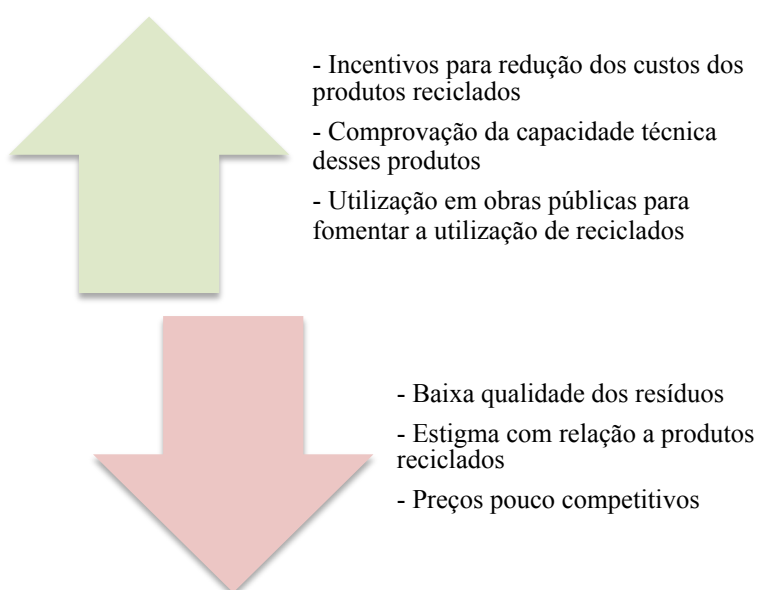 - Incentivos para redução dos custos dos
produtos reciclados
- Comprovação da capacidade técnica
desses produtos
- Utilização em obras públicas para
fomentar a utilização de reciclados
- Baixa qualidade dos resíduos
- Estigma com relação a produtos
reciclados
- Preços pouco competitivos